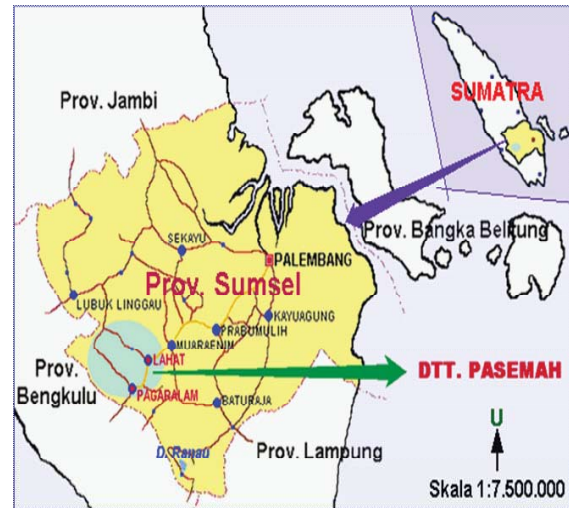 Prov. Jambi
SUMATRA
Prov. Bangka Belitung
SEKAYU
PALEMBANG
Prov. Sumsel
LUBUK LINGGAU
KAYUAGUNG
PRABUMULIH
MUARAENIM
LAHAT
Prov.
Bengkulu
DTT. PASEMAH
PAGARALAM
BATURAJA
U
D. Ranau
Prov. Lampung
Skala 1:7.500.000